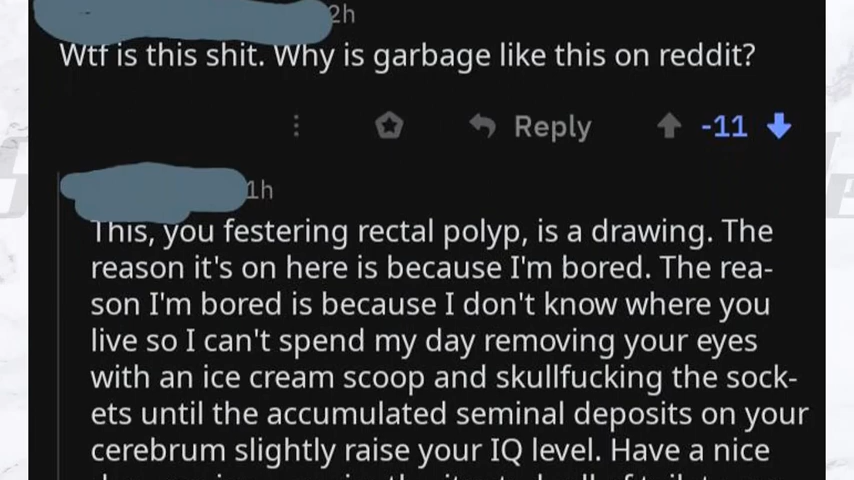 2h
Wtf is this shit. Why is garbage like this on reddit?
Reply
-11
1h
This, you festering rectal polyp, is a drawing. The
reason it's on here is because I'm bored. The rea-
son I'm bored is because I don't know where you
live so I can't spend my day removing your eyes
with an ice cream scoop and skullfucking the sock-
ets until the accumulated seminal deposits on your
cerebrum slightly raise your IQ level. Have a nice